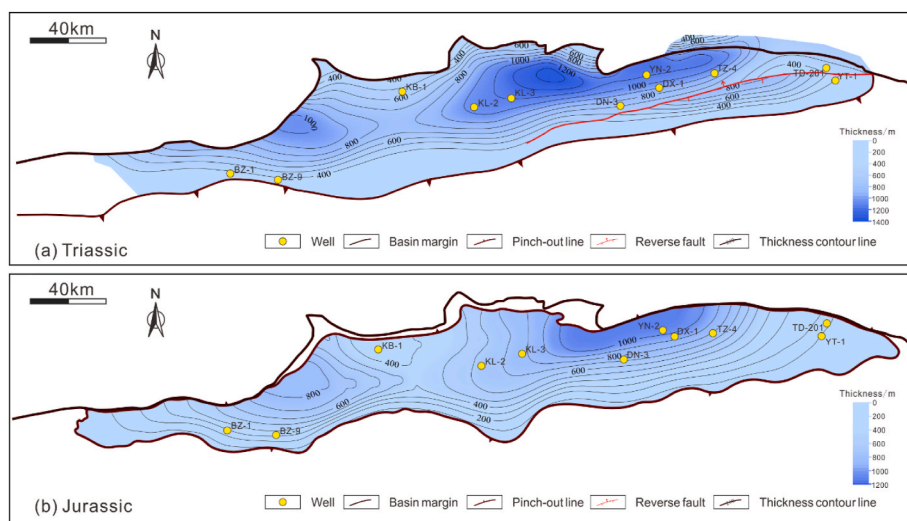 40km
N
600
600
400
400
1000
1200
800
400
600
KB-1
KL-2
KL-3
YN-2
DX-1
TZ-4
DN-3
TD-201
YT-1
400
1000
800
800
600
400
1000
800
600
400
BZ-1
BZ-9
Thickness/m
0
200
400
600
800
1000
1200
1400
(a) Triassic
Well
Basin margin
Pinch-out line
Reverse fault
Thickness contour line
40km
N
KB-1
400
KL-2
KL-3
YN-2
DX-1
TZ-4
DN-3
TD-201
YT-1
1000
800
600
800
600
400
200
BZ-1
BZ-9
Thickness/m
0
200
400
600
800
1000
1200
(b) Jurassic
Well
Basin margin
Pinch-out line
Reverse fault
Thickness contour line